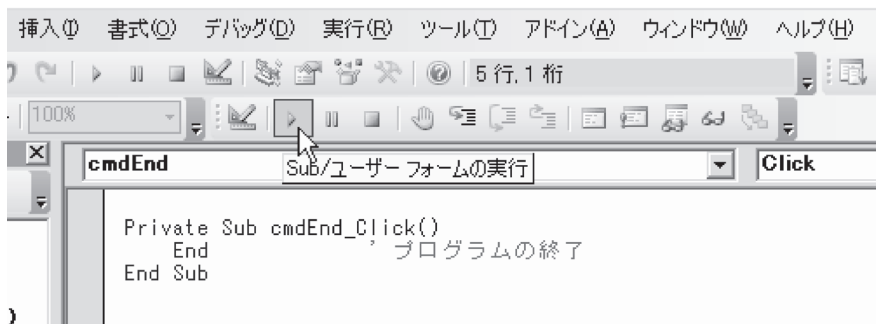 挿入(I) 書式(O) デバッグ(D) 実行(R) ツール(T) アドイン(A) ウィンドウ(W) ヘルプ(H)
5 行, 1 桁
100%
cmdEnd
Click
Sub/ユーザー フォームの実行
Private Sub cmdEnd_Click()
End ' プログラムの終了
End Sub
)